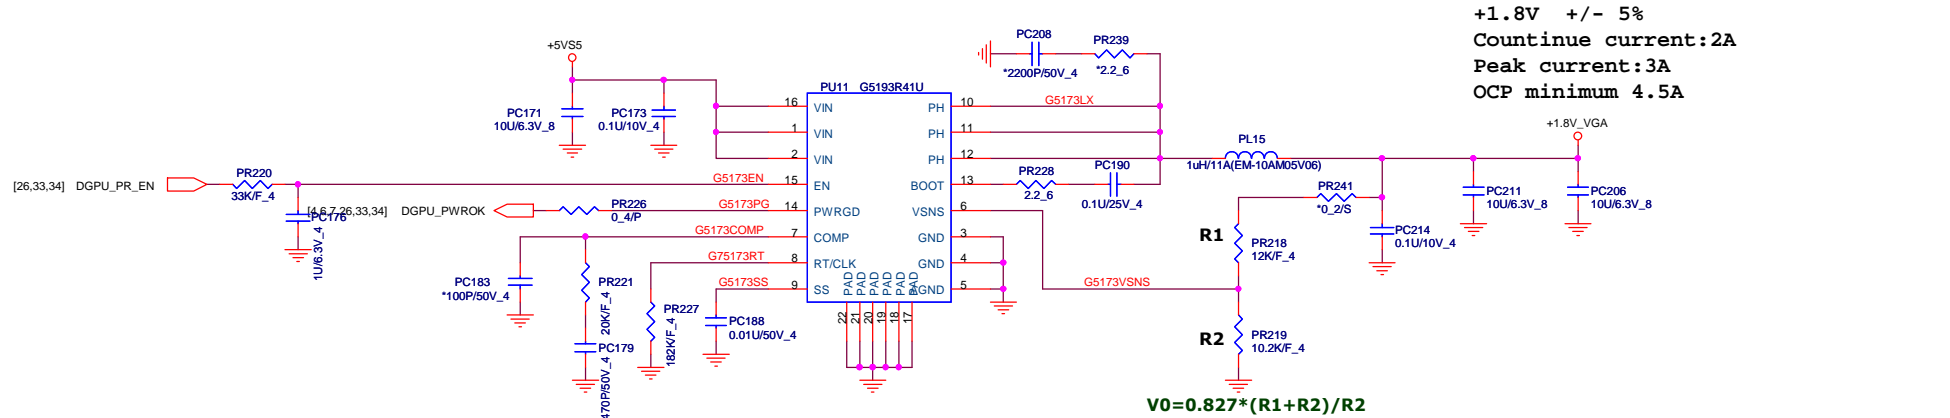 +1.8V +/- 5%
Countinue current:2A
Peak current:3A
OCP minimum 4.5A
+5VS5
PC171
10U/6.3V_8
PC173
0.1U/10V_4
PC208
*2200P/50V_4
PR239
*2.2_6
PU11 G5193R41U
16 VIN
1 VIN
2 VIN
15 EN
14 PWRGD
7 COMP
8 RT/CLK
9 SS
PH 10
PH 11
PH 12
BOOT 13
VSNS 6
GND 3
GND 4
GND 5
PAD
PAD
PAD
PAD
PAD
PAD
22
21
20
19
18
17
G5173LX
[26,33,34] DGPU_PR_EN
PR220
33K/F_4
G5173EN
PC176
1U/6.3V_4
[4,6,7,26,33,34] DGPU_PWROK
PR226
0_4/P
G5173PG
G5173COMP
G75173RT
G5173SS
PC183
*100P/50V_4
PR221
20K/F_4
PC179
470P/50V_4
PR227
182K/F_4
PC188
0.01U/50V_4
PR228
2.2_6
PC190
0.1U/25V_4
PL15
1uH/11A(EM-10AM05V06)
+1.8V_VGA
PR241
*0_2/S
PC214
0.1U/10V_4
PC211
10U/6.3V_8
PC206
10U/6.3V_8
R1
PR218
12K/F_4
G5173VSNS
R2
PR219
10.2K/F_4
V0=0.827*(R1+R2)/R2